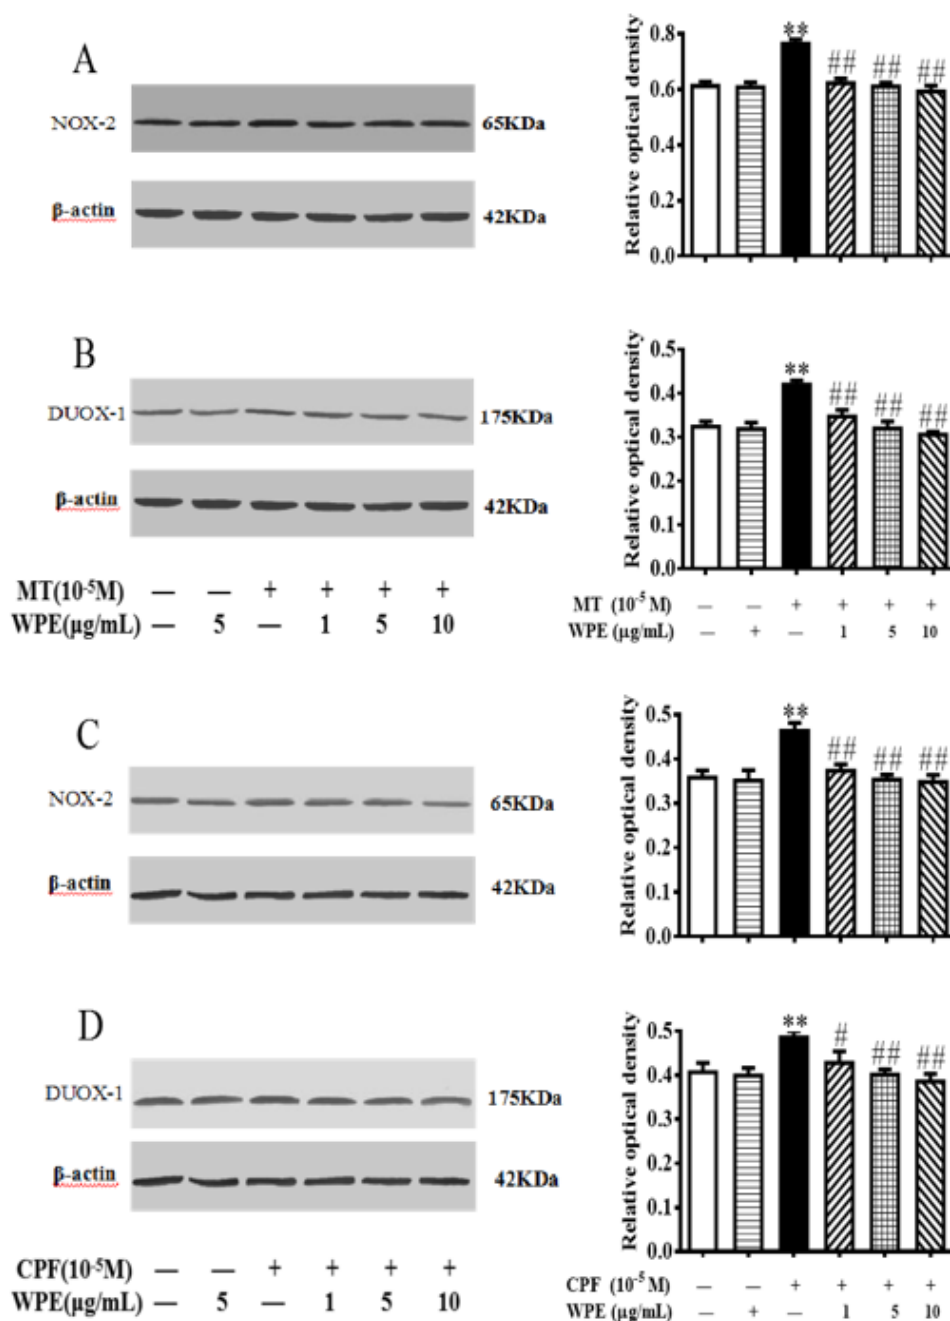 A
NOX-2
65KDa
β-actin
42KDa
Relative optical density
0.8
0.6
0.4
0.2
0.0
**
##
##
##
B
DUOX-1
175KDa
β-actin
42KDa
MT(10-5M) — — + + + +
WPE(μg/mL) — 5 — 1 5 10
Relative optical density
0.5
0.4
0.3
0.2
0.1
0.0
**
##
##
##
MT (10-5 M) — — + + + +
WPE (μg/mL) — + — 1 5 10
C
NOX-2
65KDa
β-actin
42KDa
Relative optical density
0.5
0.4
0.3
0.2
0.1
0.0
**
##
##
##
D
DUOX-1
175KDa
β-actin
42KDa
CPF(10-5M) — — + + + +
WPE(μg/mL) — 5 — 1 5 10
Relative optical density
0.5
0.4
0.3
0.2
0.1
0.0
**
#
##
##
CPF (10-5 M) — — + + + +
WPE (μg/mL) — + — 1 5 10